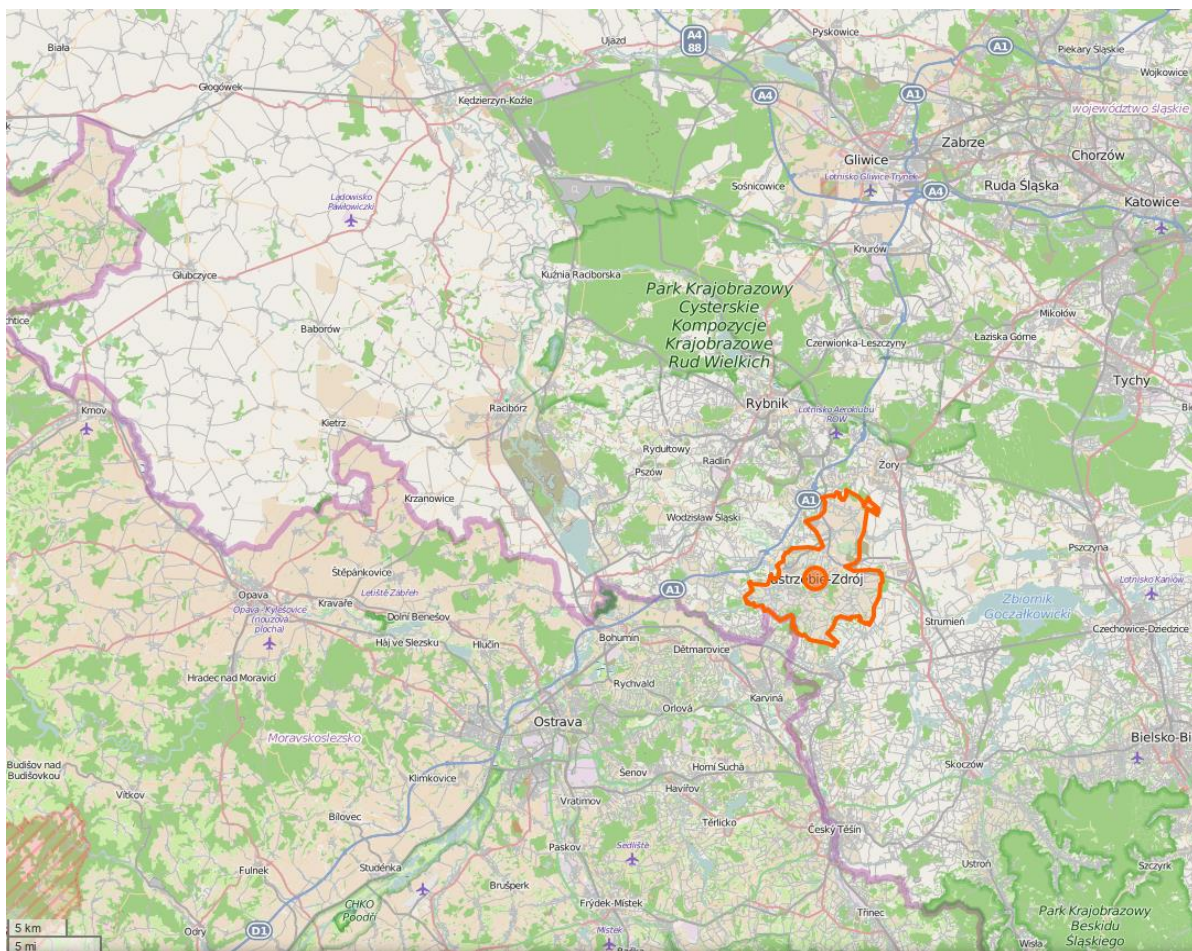 Biała
Ujazd
A4
88
Pyskowice
A1
Piekary Śląskie
Wojkowice
Głogówek
Kędzierzyn-Koźle
A4
A1
województwo śląskie
Zabrze
Gliwice
Chorzów
Lotnisko Gliwice-Trynek
Sośnicowice
A4
Ruda Śląska
Katowice
Lądowisko
Pawłowiczki
Knurów
Głubczyce
Kuźnia Raciborska
Park Krajobrazowy
Cysterskie
Kompozycje
Krajobrazowe
Rud Wielkich
Mikołów
Baborów
Czerwionka-Leszczyny
Łaziska Górne
Tychy
Krnov
Racibórz
Rybnik
Lotnisko Aeroklubu
ROW
Kietrz
Rydułtowy
Radlin
Pszów
Żory
Krzanowice
A1
Wodzisław Śląski
Pszczyna
Štěpánkovice
Jastrzębie-Zdrój
Lotnisko Kaniów
Opava
Letiště Zábřeh
A1
Kravaře
Zbiornik
Goczałkowicki
Opava - Kylešovice
(nouzová
plocha)
Dolní Benešov
Strumień
Czechowice-Dziedzice
Háj ve Slezsku
Hlučín
Bohumín
Dětmarovice
Hradec nad Moravicí
Rychvald
Karviná
Orlová
Ostrava
Moravskoslezsko
Bielsko-Bi
Budišov nad
Budišovkou
Klimkovice
Šenov
Horní Suchá
Skoczów
Havířov
Vítkov
Vratimov
Bílovec
Těrlicko
Český Těšín
Paskov
Sedliště
Fulnek
Studénka
Ustroń
Szczyrk
Brušperk
CHKO
Poodří
Frýdek-Místek
Třinec
Park Krajobrazowy
Beskidu
Śląskiego
5 km
Odry
D1
Místek
Wisła
5 mi